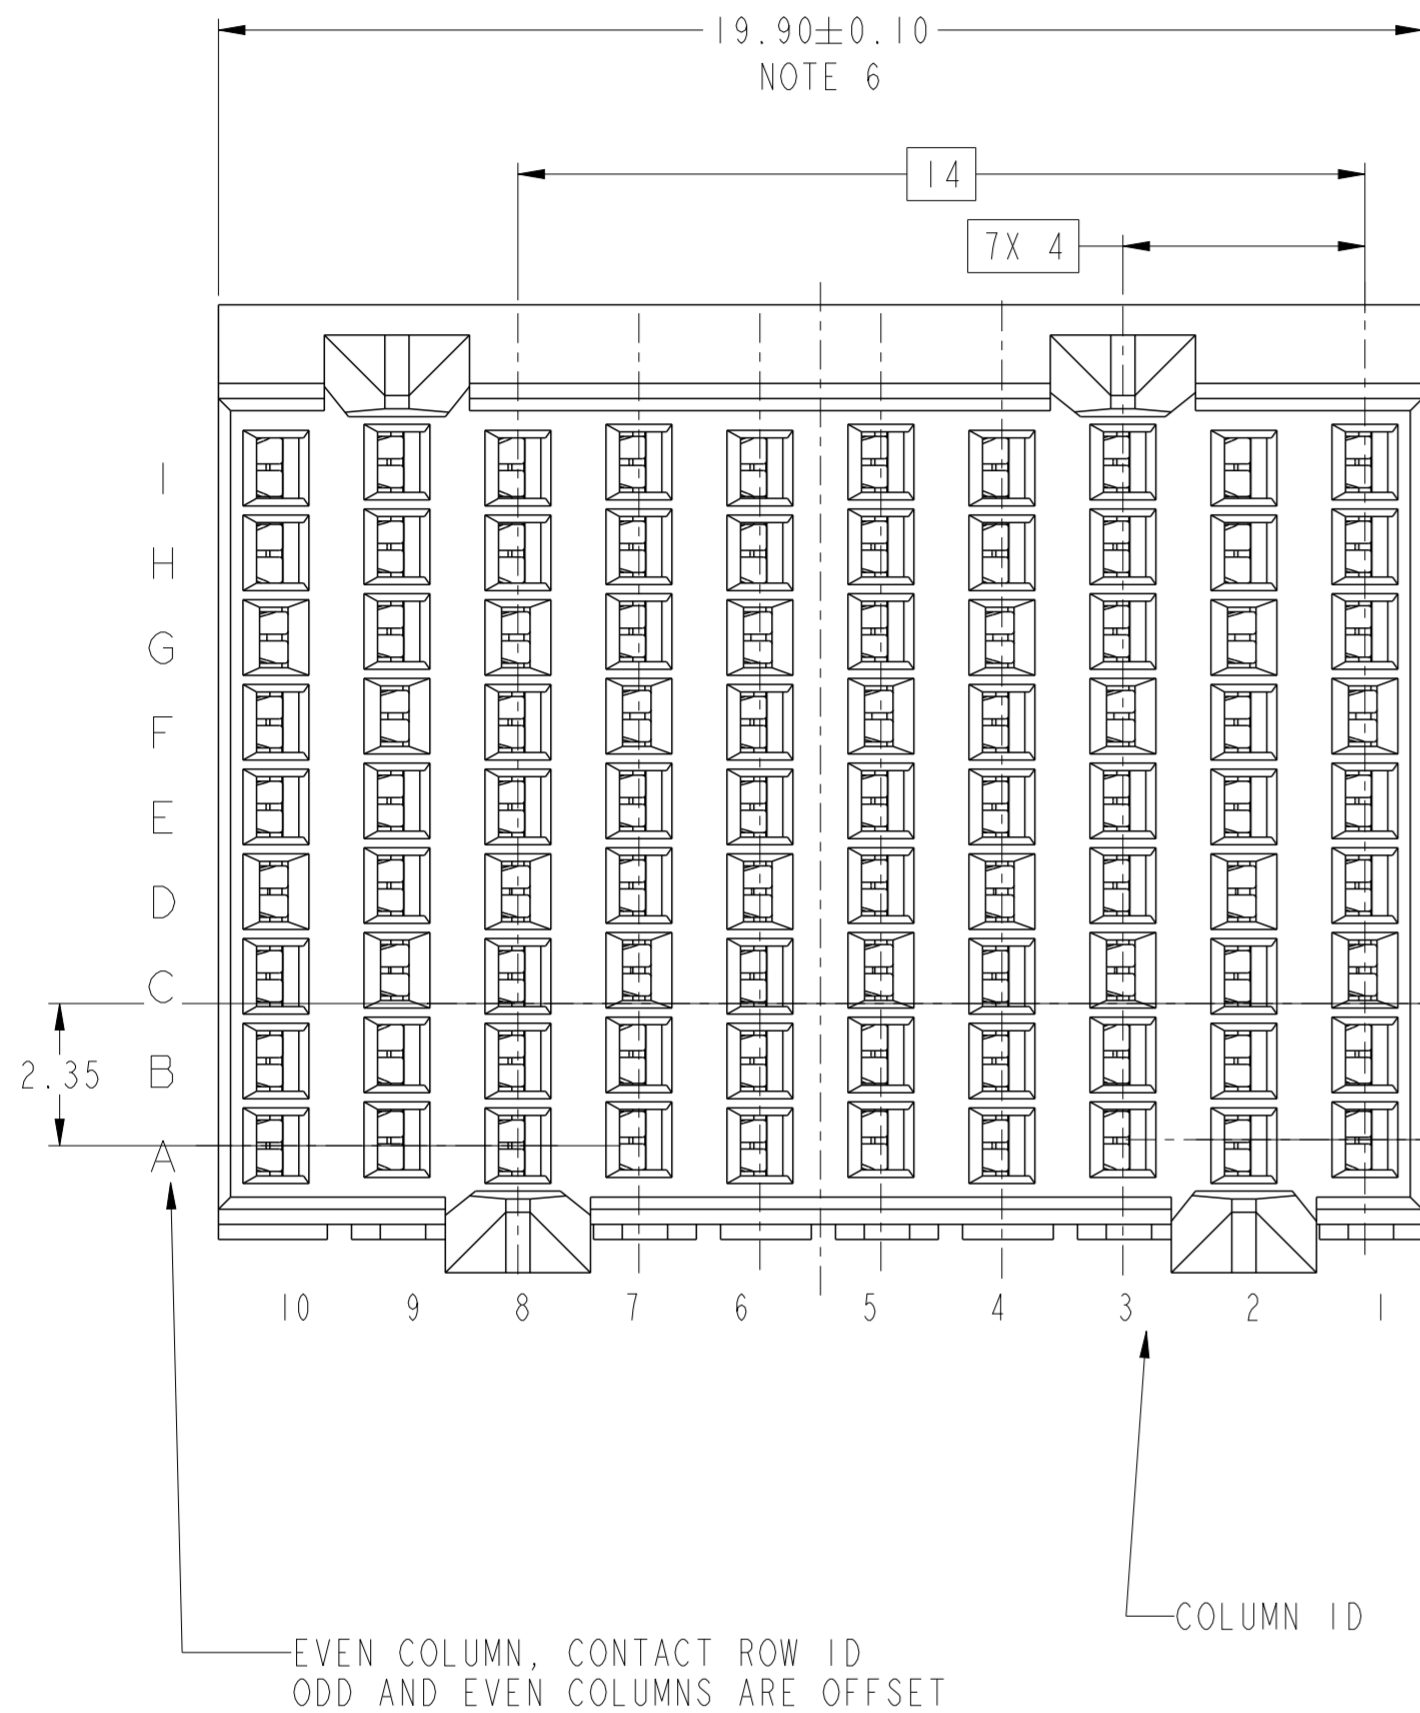 19.90±0.10
NOTE 6
14
7X 4
I
H
G
F
E
D
C
2.35 B
A
10 9 8 7 6 5 4 3 2 1
COLUMN ID
EVEN COLUMN, CONTACT ROW ID
ODD AND EVEN COLUMNS ARE OFFSET